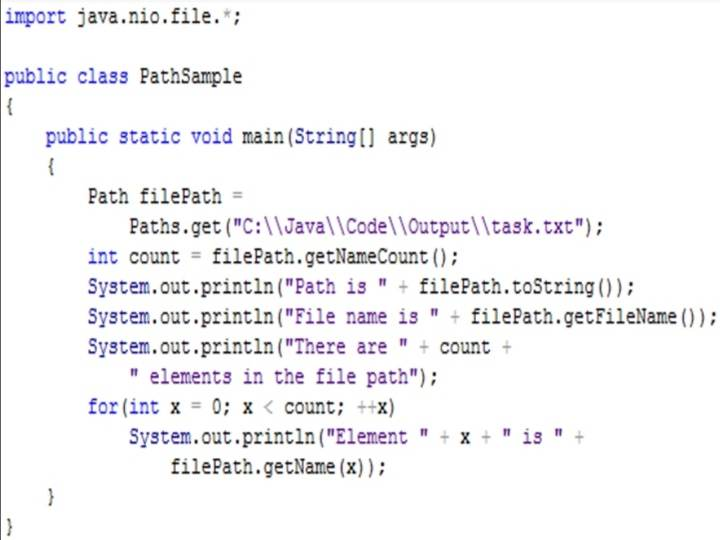 import java.nio.file.*;
public class PathSample
{
public static void main(String[] args)
{
Path filePath =
Paths.get("C:\\Java\\Code\\Output\\task.txt");
int count = filePath.getNameCount();
System.out.println("Path is " + filePath.toString());
System.out.println("File name is " + filePath.getFileName());
System.out.println("There are " + count +
" elements in the file path");
for(int x = 0; x < count; ++x)
System.out.println("Element " + x + " is " +
filePath.getName(x));
}
}